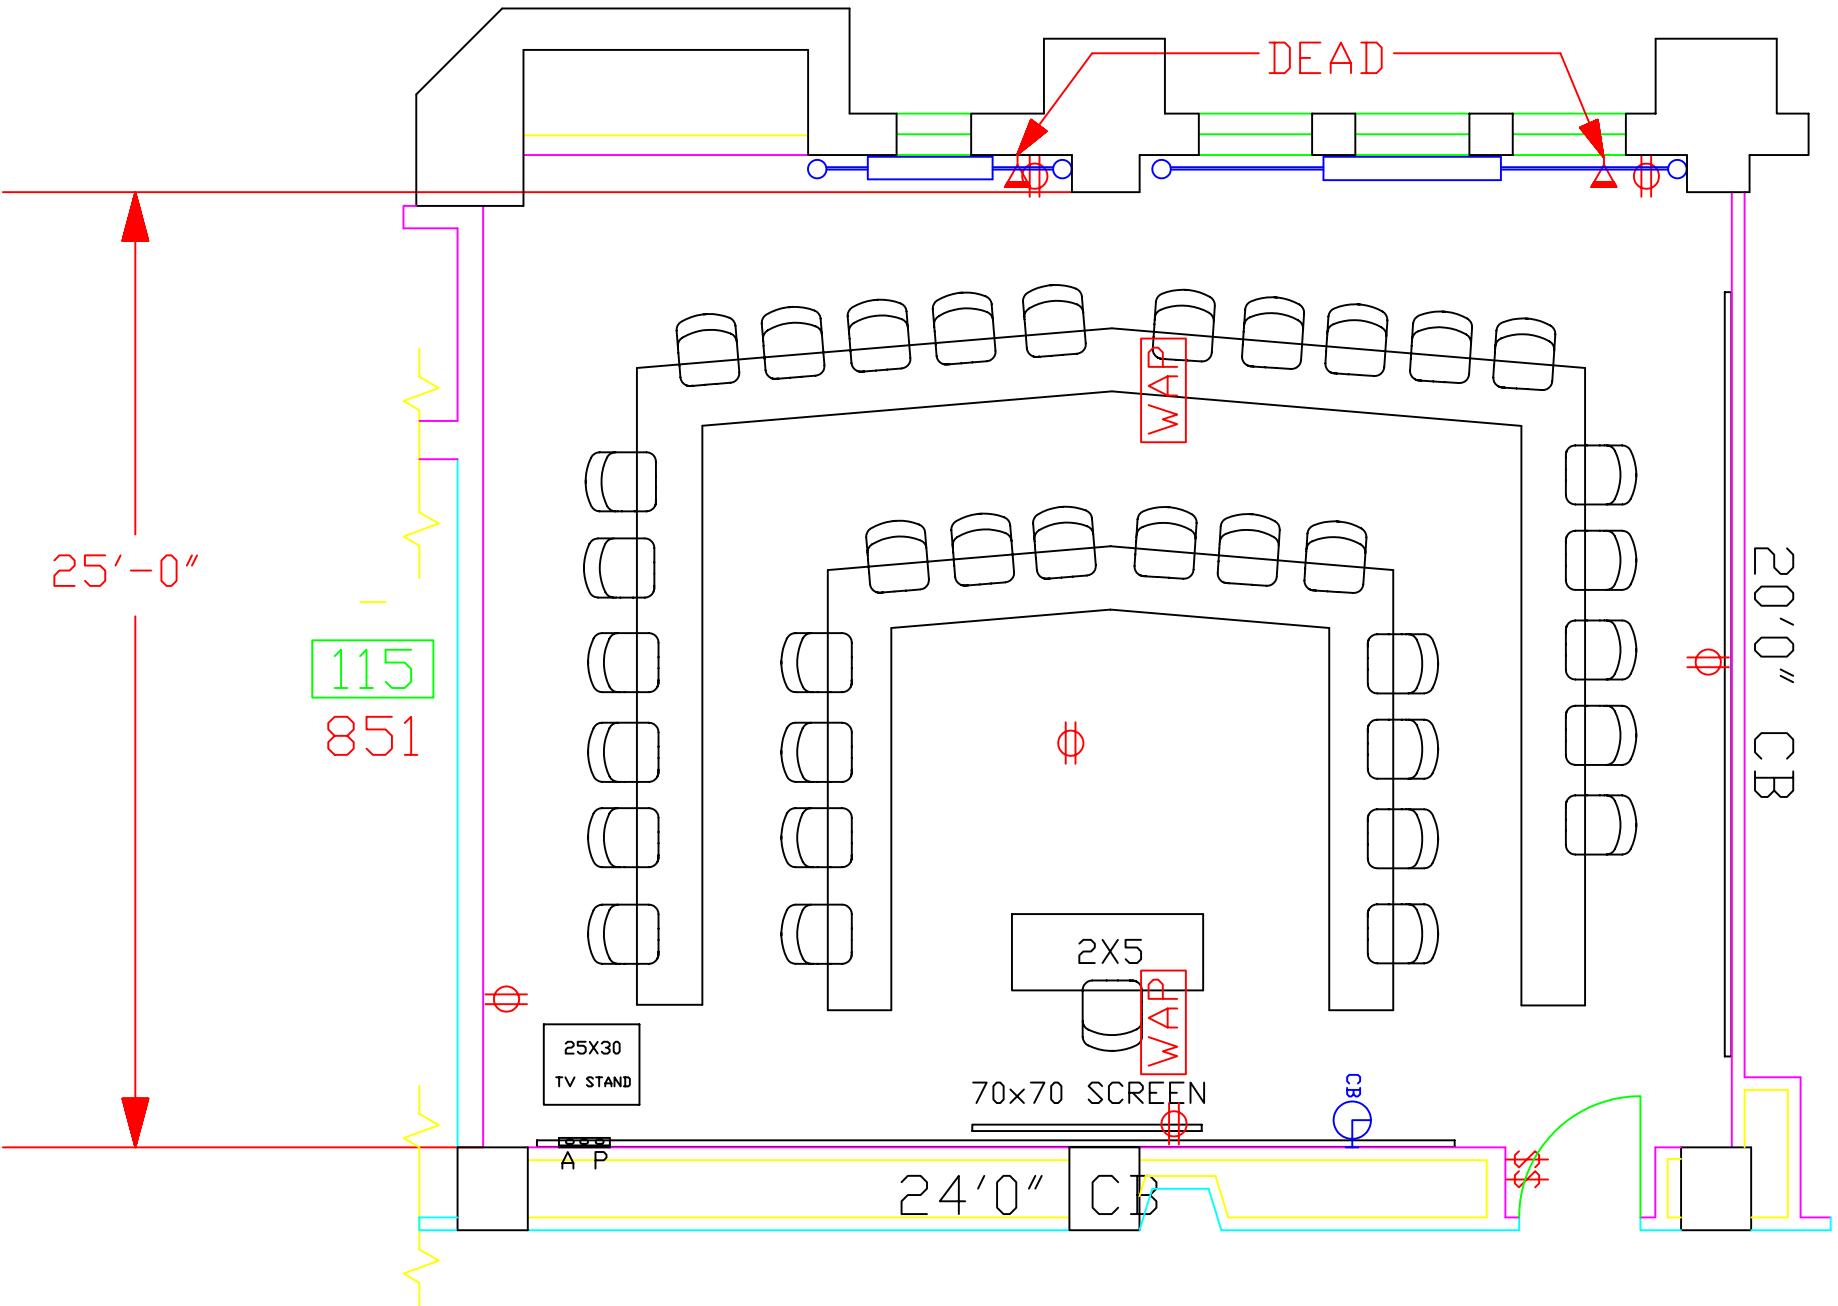 DEAD
WAP
25'-0"
20'0" CB
115
851
2X5
WAP
25X30
TV STAND
70x70 SCREEN
CB
A P
24'0" CB
SS